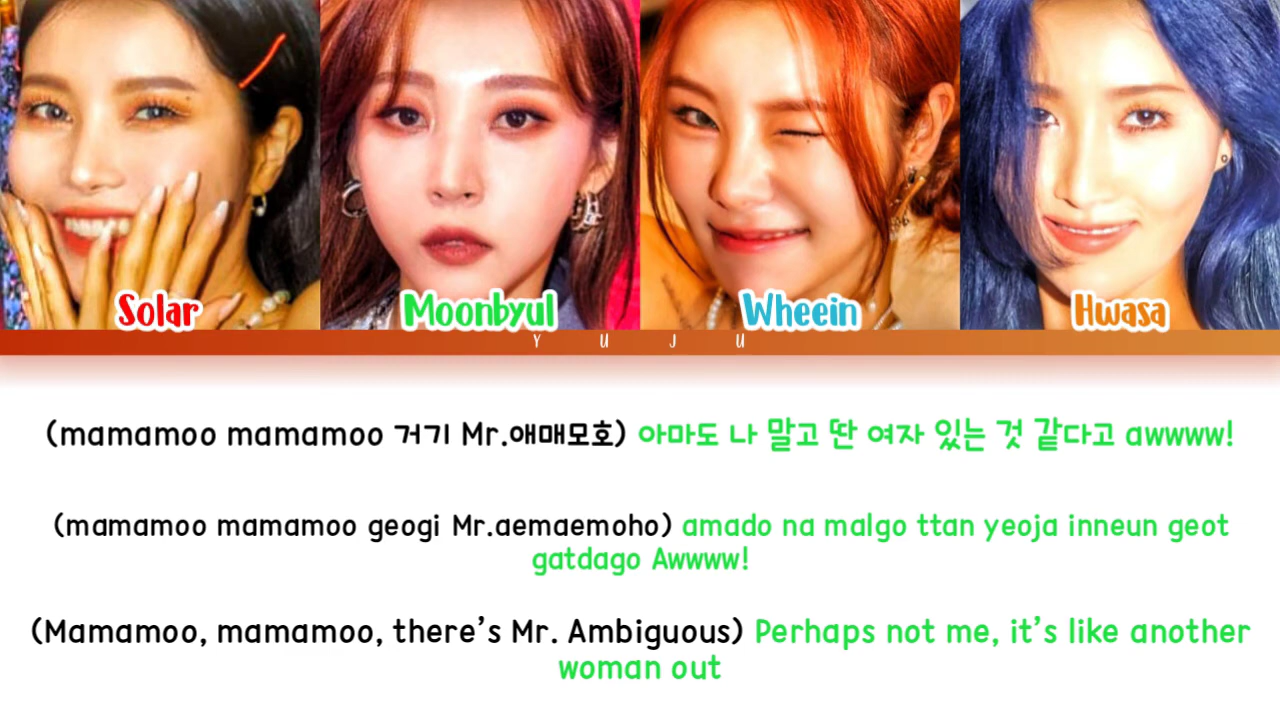 Solar Moonbyul Wheein Hwasa
Y U J U
(mamamoo mamamoo 거기 Mr.애매모호) 아마도 나 말고 딴 여자 있는 것 같다고 awwww!
(mamamoo mamamoo geogi Mr.aemaemoho) amado na malgo ttan yeoja inneun geot
gatdago Awwww!
(Mamamoo, mamamoo, there's Mr. Ambiguous) Perhaps not me, it's like another
woman out